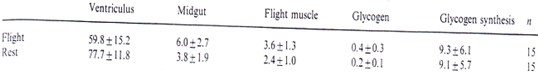 Ventriculus Midgut Flight muscle Glycogen Glycogen synthesis n
Flight 59.8±15.2 6.0±2.7 3.6±1.3 0.4±0.3 9.3±6.1 15
Rest 77.7±11.8 3.8±1.9 2.4±1.0 0.2±0.1 9.1±5.7 15